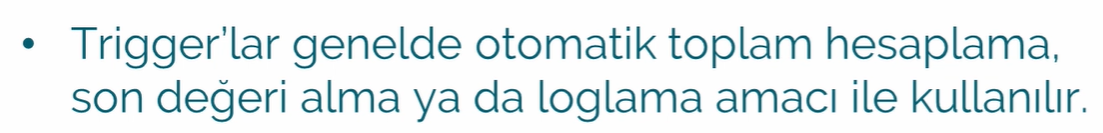 • Trigger’lar genelde otomatik toplam hesaplama,
son değeri alma ya da loglama amacı ile kullanılır.